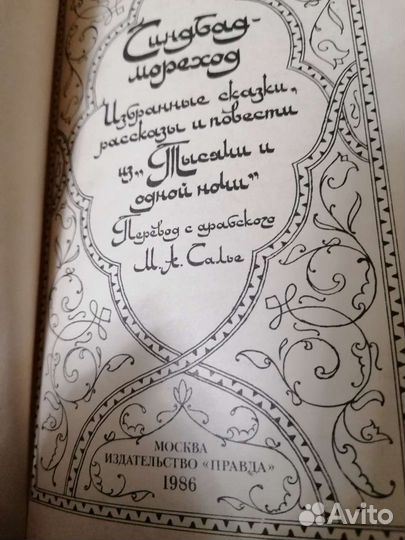 Синдбад-
мореход
Избранные сказки,
рассказы и повести
из „Тысячи и
одной ночи"
Перевод с арабского
М. А. Салье
МОСКВА
ИЗДАТЕЛЬСТВО «ПРАВДА»
1986
Avito